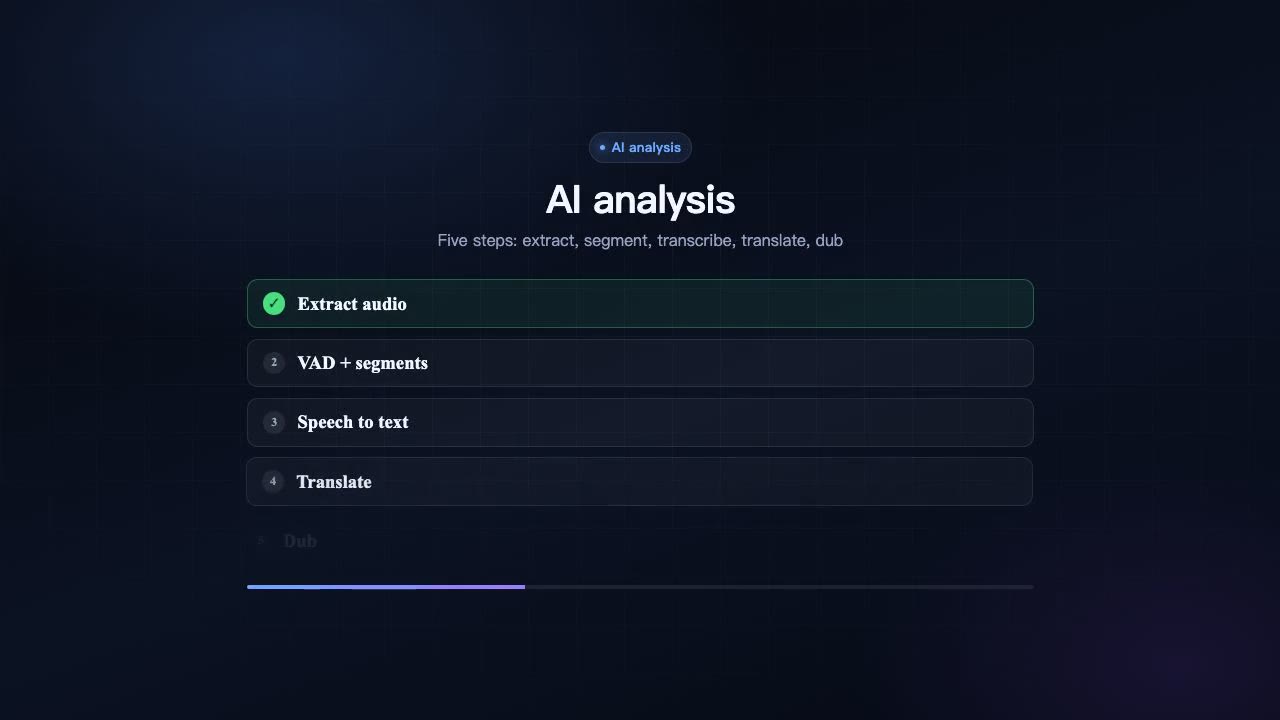 AI analysis
AI analysis
Five steps: extract, segment, transcribe, translate, dub
✓ Extract audio
2 VAD + segments
3 Speech to text
4 Translate
5 Dub